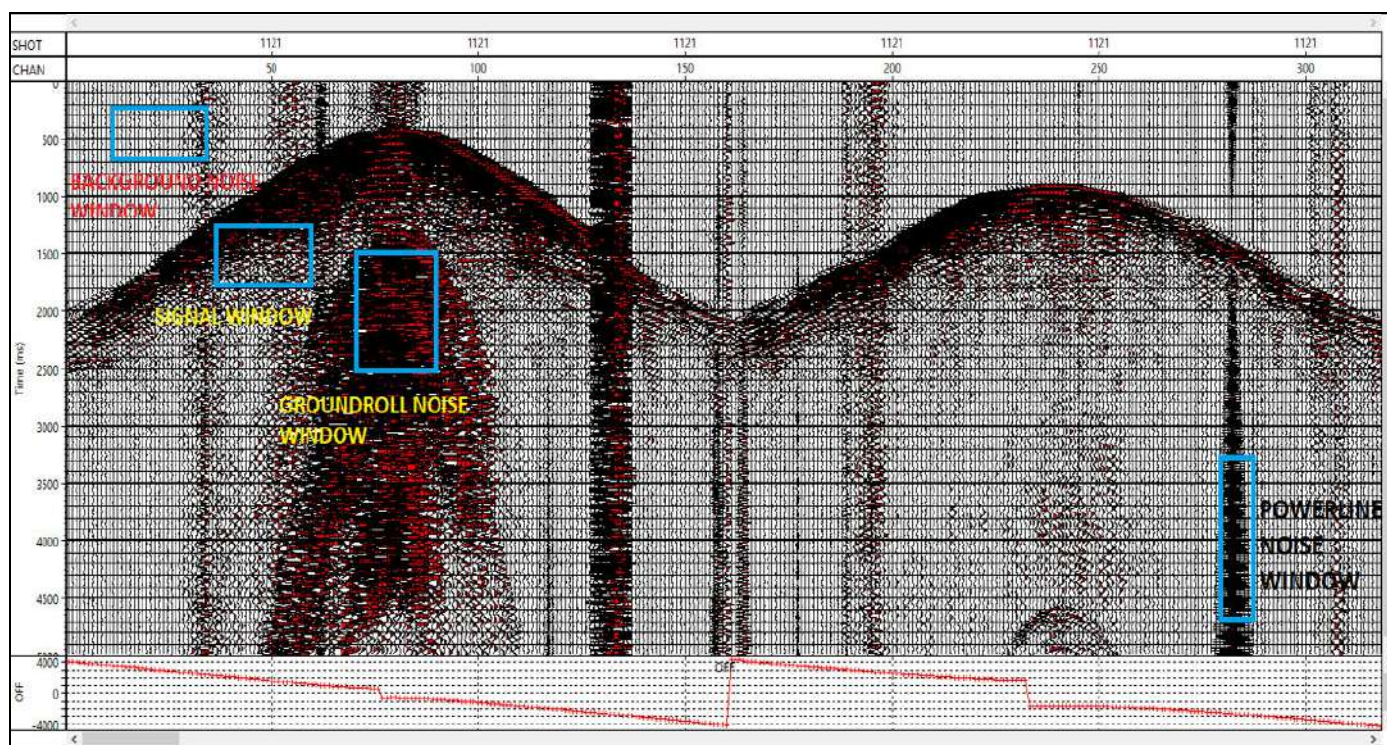 SHOT 1121 1121 1121 1121 1121 1121
CHAN 50 100 150 200 250 300
0
500
BACKGROUND NOISE
WINDOW
1000
1500
SIGNAL WINDOW
2000
Time (ms)
2500
GROUNDROLL NOISE
WINDOW
3000
3500
POWERLINE
NOISE
WINDOW
4000
4500
5000
OFF
4000
0
-4000
OFF